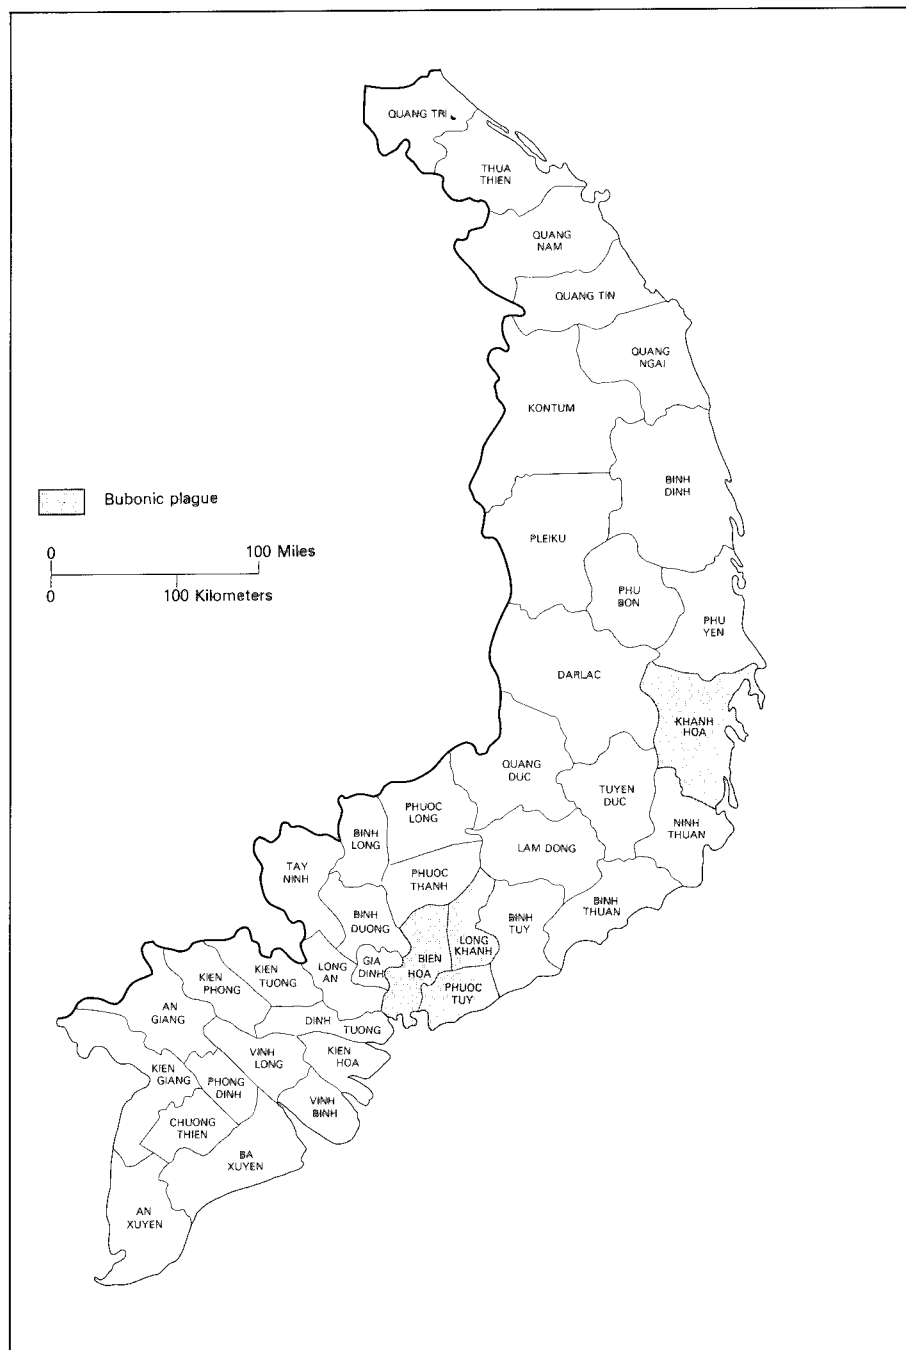 QUANG TRI
THUA
THIEN
QUANG
NAM
QUANG TIN
QUANG
NGAI
KONTUM
BINH
DINH
Bubonic plague
0 100 Miles
0 100 Kilometers
PLEIKU
PHU
BON
PHU
YEN
DARLAC
KHANH
HOA
QUANG
DUC
TUYEN
DUC
PHUOC
LONG
NINH
THUAN
BINH
LONG
LAM DONG
TAY
NINH
PHUOC
THANH
BINH
THUAN
BINH
DUONG
BINH
TUY
LONG
KHANH
BIEN
HOA
GIA
DINH
LONG
AN
KIEN
TUONG
KIEN
PHONG
PHUOC
TUY
AN
GIANG
DINH TUONG
KIEN
HOA
VINH
LONG
KIEN
GIANG
PHONG
DINH
VINH
BINH
CHUONG
THIEN
BA
XUYEN
AN
XUYEN